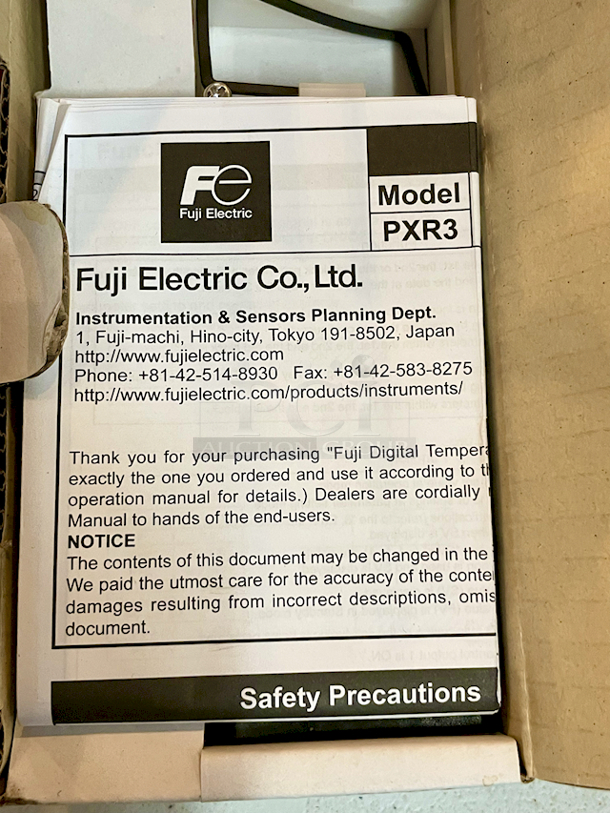 Fe
Fuji Electric
Model
PXR3
Fuji Electric Co., Ltd.
Instrumentation & Sensors Planning Dept.
1, Fuji-machi, Hino-city, Tokyo 191-8502, Japan
http://www.fujielectric.com
Phone: +81-42-514-8930 Fax: +81-42-583-8275
http://www.fujielectric.com/products/instruments/
PCI
AUCTION GROUP
Thank you for your purchasing "Fuji Digital Tempera
exactly the one you ordered and use it according to th
operation manual for details.) Dealers are cordially
Manual to hands of the end-users.
NOTICE
The contents of this document may be changed in the
We paid the utmost care for the accuracy of the conte
damages resulting from incorrect descriptions, omis
document.
Safety Precautions